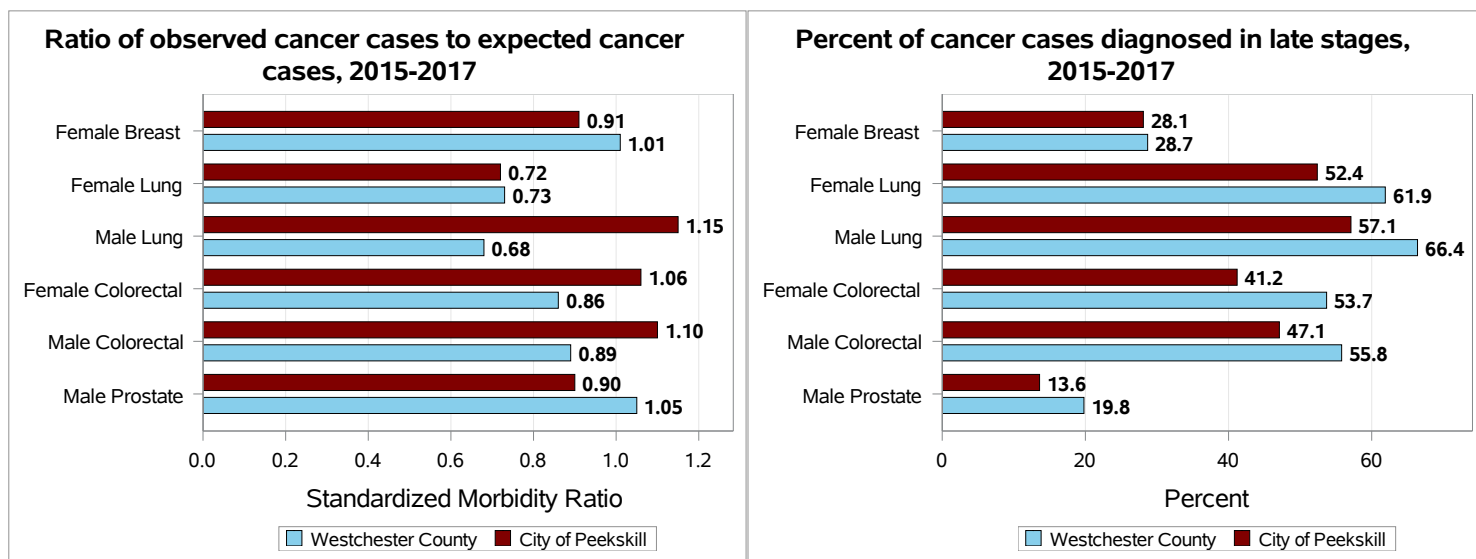 Ratio of observed cancer cases to expected cancer
cases, 2015-2017
Female Breast
0.91
1.01
Female Lung
0.72
0.73
Male Lung
1.15
0.68
Female Colorectal
1.06
0.86
Male Colorectal
1.10
0.89
Male Prostate
0.90
1.05
0.0 0.2 0.4 0.6 0.8 1.0 1.2
Standardized Morbidity Ratio
Westchester County City of Peekskill
Percent of cancer cases diagnosed in late stages,
2015-2017
Female Breast
28.1
28.7
Female Lung
52.4
61.9
Male Lung
57.1
66.4
Female Colorectal
41.2
53.7
Male Colorectal
47.1
55.8
Male Prostate
13.6
19.8
0 20 40 60
Percent
Westchester County City of Peekskill